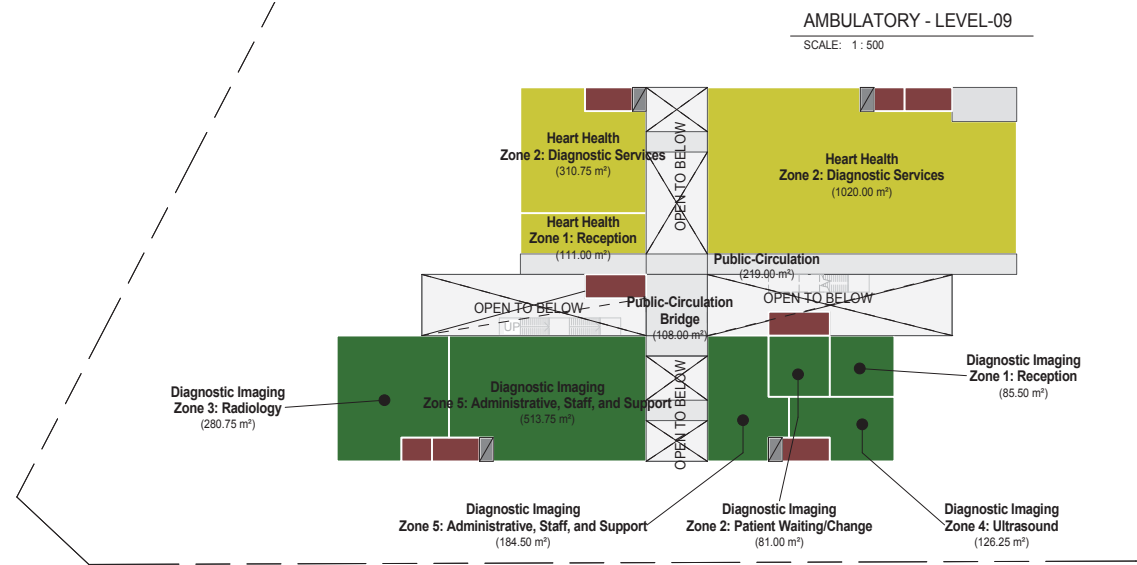 AMBULATORY - LEVEL-09
SCALE: 1 : 500
Heart Health
Zone 2: Diagnostic Services
(310.75 m²)
OPEN TO BELOW
Heart Health
Zone 2: Diagnostic Services
(1020.00 m²)
Heart Health
Zone 1: Reception
(111.00 m²)
Public-Circulation
(219.00 m²)
OPEN TO BELOW
UP
Public-Circulation
Bridge
(108.00 m²)
OPEN TO BELOW
Diagnostic Imaging
Zone 3: Radiology
(280.75 m²)
Diagnostic Imaging
Zone 5: Administrative, Staff, and Support
(513.75 m²)
OPEN TO BELOW
Diagnostic Imaging
Zone 1: Reception
(85.50 m²)
Diagnostic Imaging
Zone 5: Administrative, Staff, and Support
(184.50 m²)
Diagnostic Imaging
Zone 2: Patient Waiting/Change
(81.00 m²)
Diagnostic Imaging
Zone 4: Ultrasound
(126.25 m²)